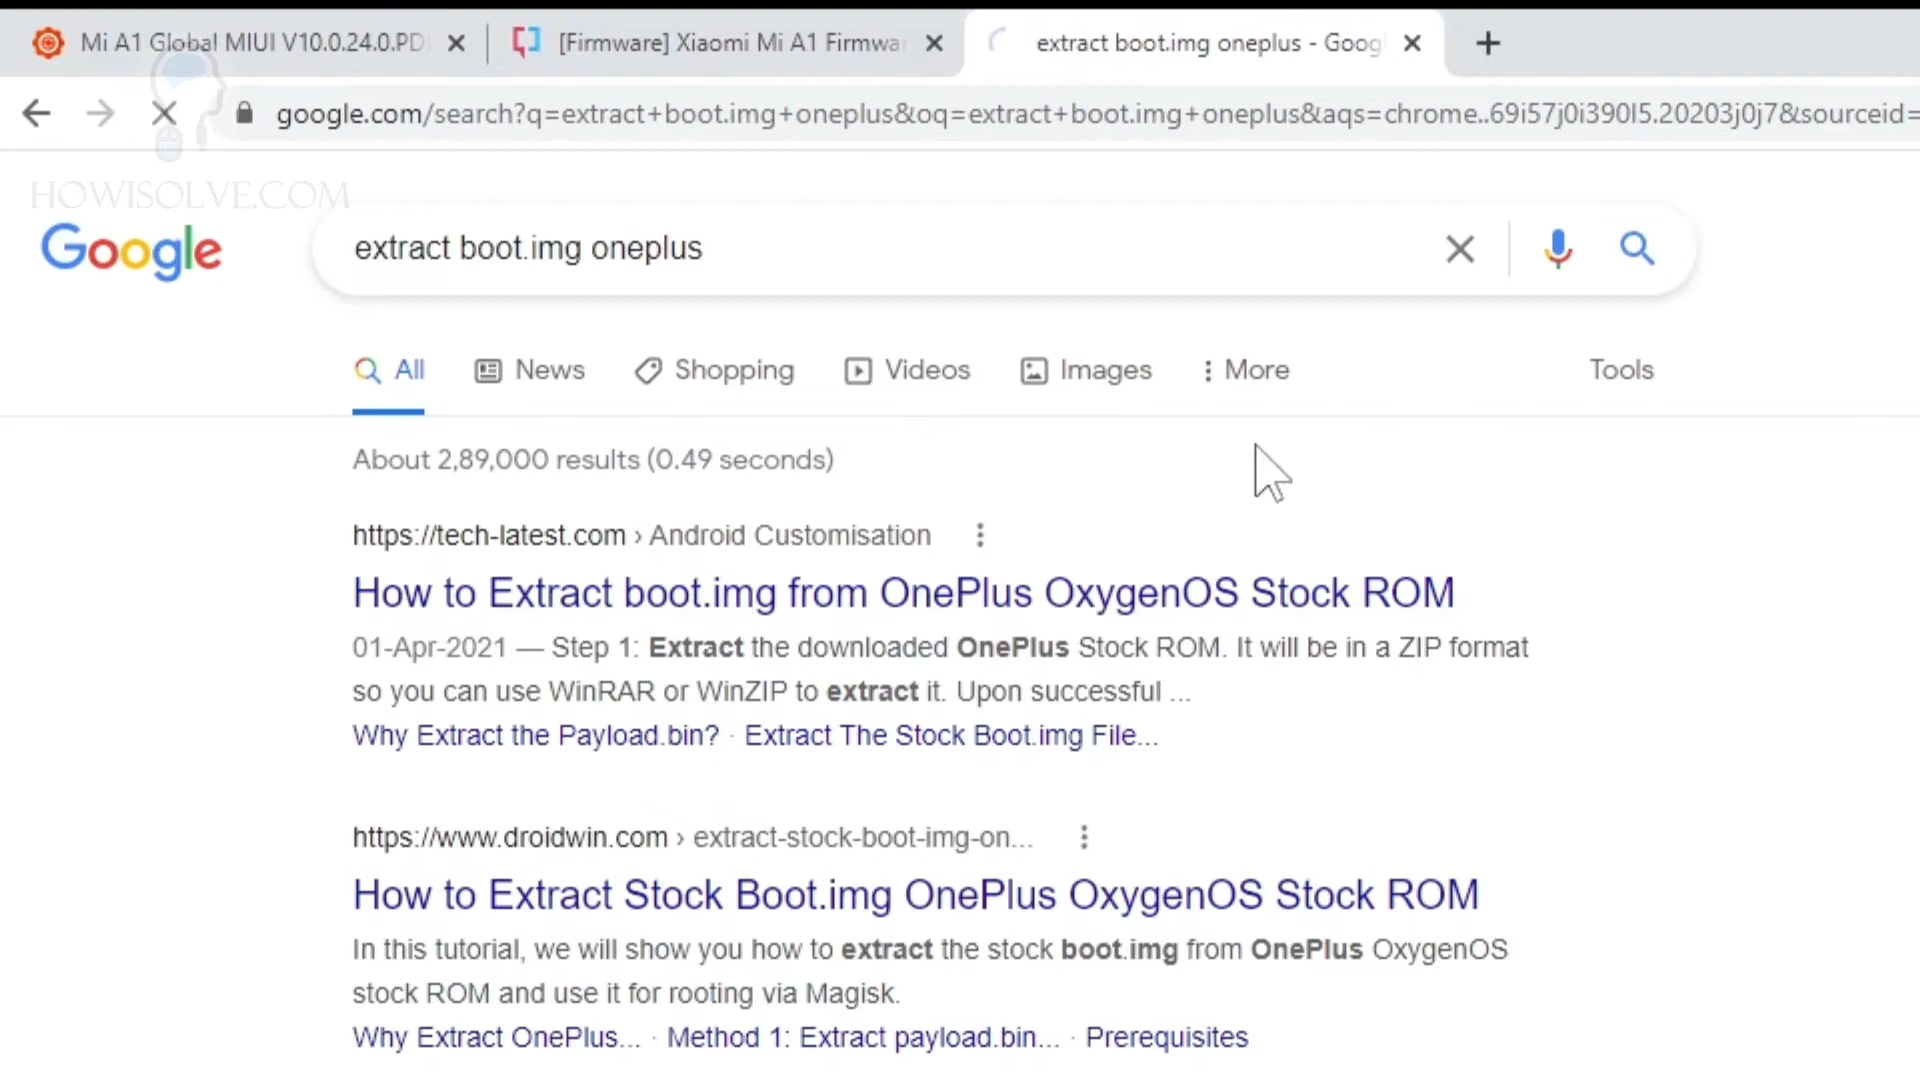 Mi A1 Global MIUI V10.0.24.0.PD
[Firmware] Xiaomi Mi A1 Firmwa
extract boot.img oneplus - Goog
google.com/search?q=extract+boot.img+oneplus&oq=extract+boot.img+oneplus&aqs=chrome..69i57j0i390l5.20203j0j7&sourceid=
HOWISOLVE.COM
Google
extract boot.img oneplus
All News Shopping Videos Images More Tools
About 2,89,000 results (0.49 seconds)
https://tech-latest.com › Android Customisation
How to Extract boot.img from OnePlus OxygenOS Stock ROM
01-Apr-2021 — Step 1: Extract the downloaded OnePlus Stock ROM. It will be in a ZIP format
so you can use WinRAR or WinZIP to extract it. Upon successful ...
Why Extract the Payload.bin? · Extract The Stock Boot.img File...
https://www.droidwin.com › extract-stock-boot-img-on...
How to Extract Stock Boot.img OnePlus OxygenOS Stock ROM
In this tutorial, we will show you how to extract the stock boot.img from OnePlus OxygenOS
stock ROM and use it for rooting via Magisk.
Why Extract OnePlus... · Method 1: Extract payload.bin... · Prerequisites